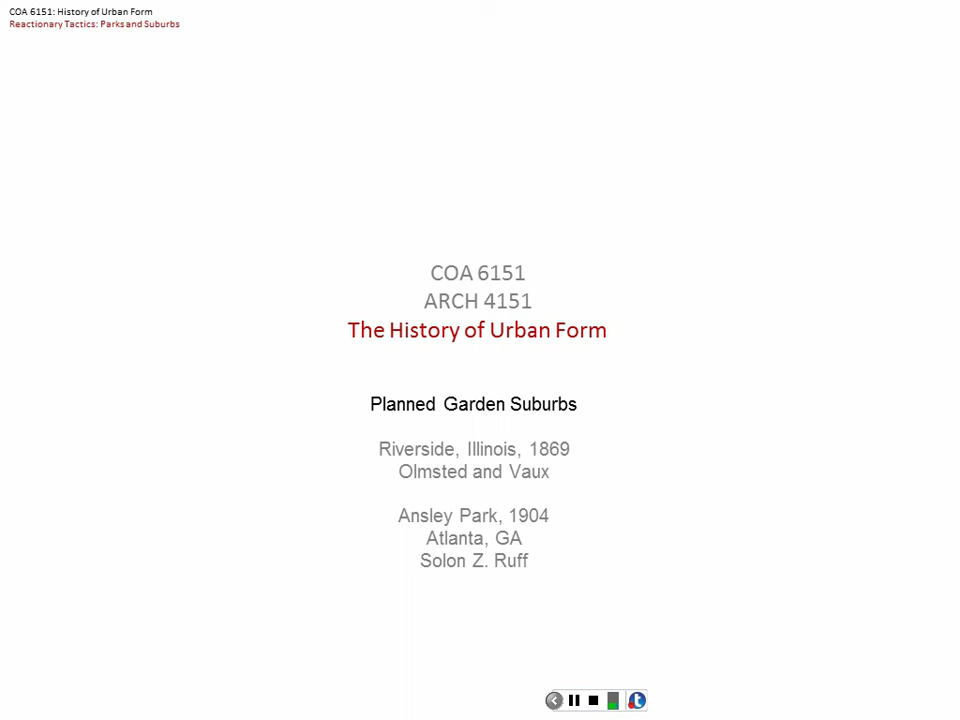 COA 6151: History of Urban Form
Reactionary Tactics: Parks and Suburbs
COA 6151
ARCH 4151
The History of Urban Form
Planned Garden Suburbs
Riverside, Illinois, 1869
Olmsted and Vaux
Ansley Park, 1904
Atlanta, GA
Solon Z. Ruff
t